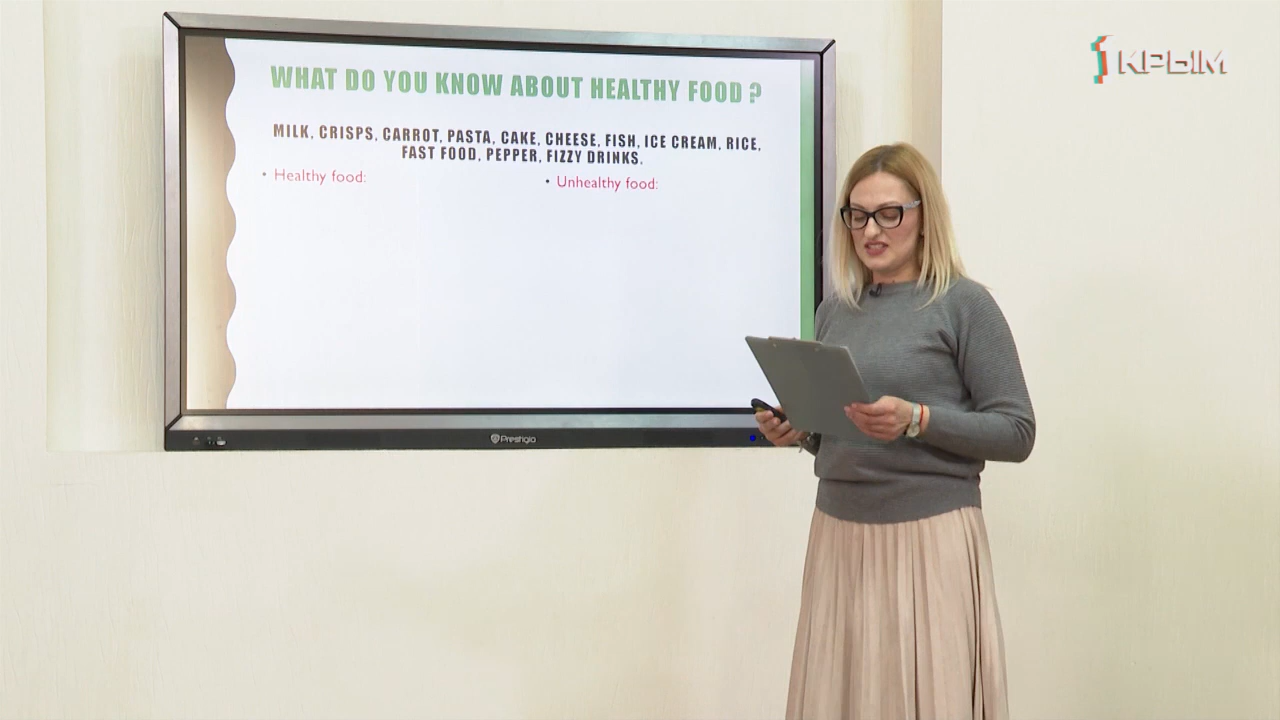 1 КРЫМ
WHAT DO YOU KNOW ABOUT HEALTHY FOOD ?
MILK, CRISPS, CARROT, PASTA, CAKE, CHEESE, FISH, ICE CREAM, RICE,
FAST FOOD, PEPPER, FIZZY DRINKS.
• Healthy food:
• Unhealthy food:
Prestigio